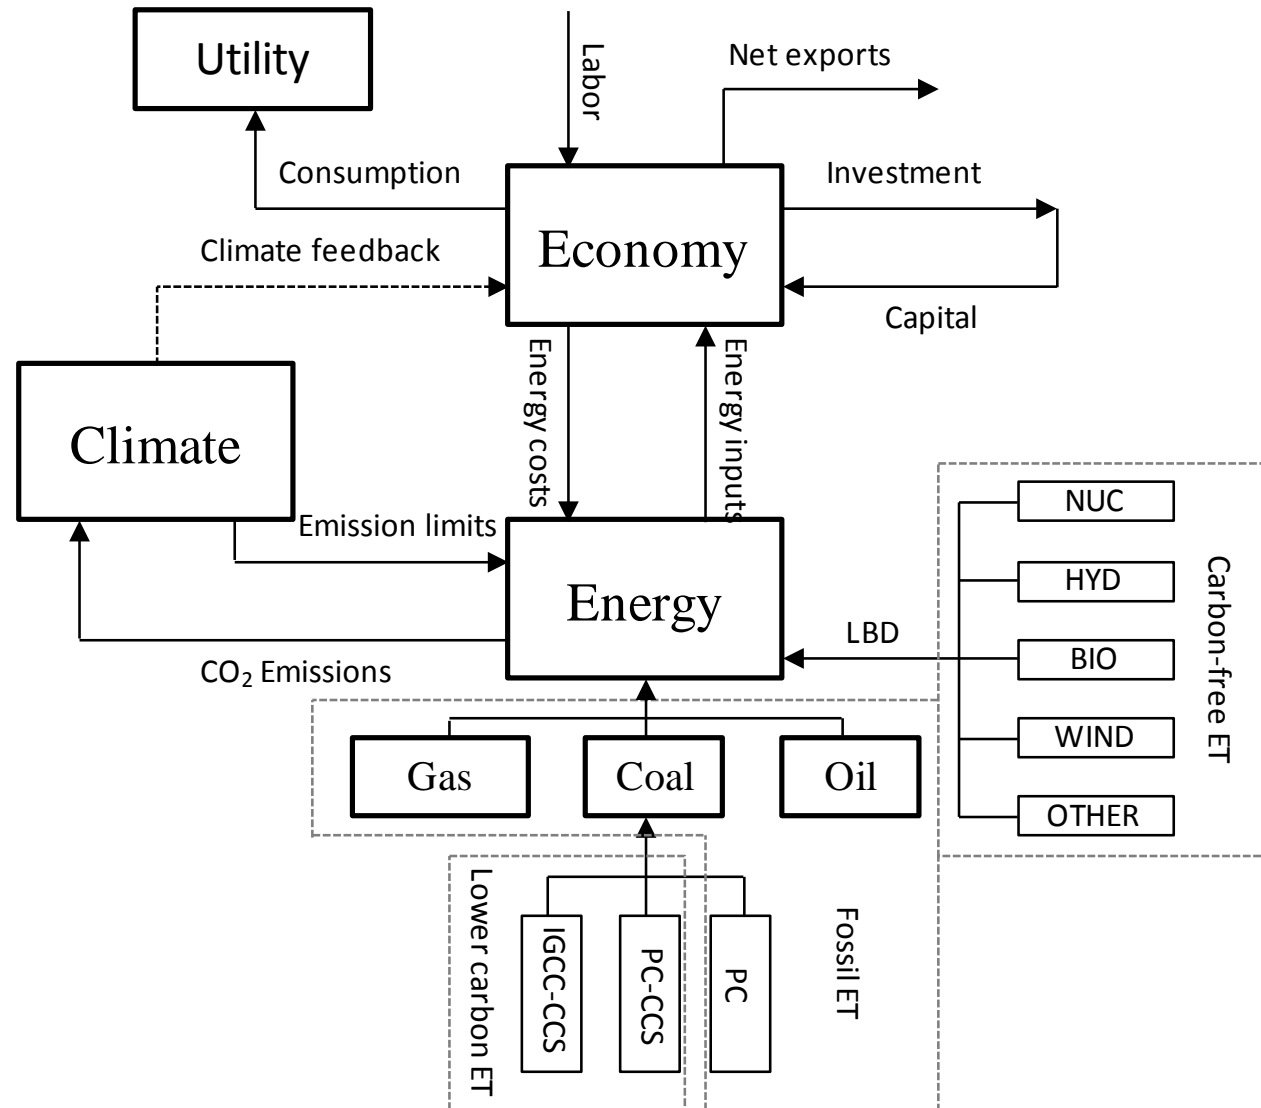 Utility
Labor
Net exports
Consumption
Investment
Economy
Climate feedback
Capital
Energy costs
Energy inputs
Climate
Emission limits
NUC
HYD
BIO
WIND
OTHER
Carbon-free ET
Energy
LBD
CO₂ Emissions
Gas
Coal
Oil
Lower carbon ET
IGCC-CCS
PC-CCS
PC
Fossil ET